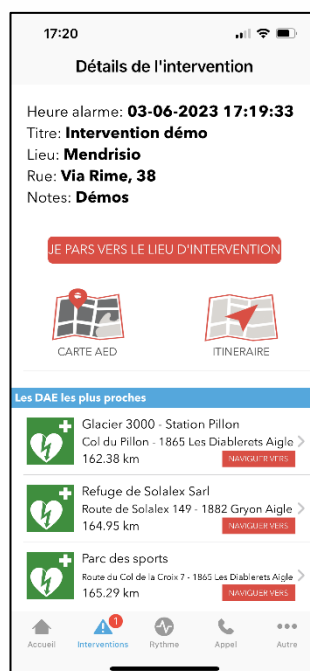 17:20
Détails de l'intervention
Heure alarme: 03-06-2023 17:19:33
Titre: Intervention démo
Lieu: Mendrisio
Rue: Via Rime, 38
Notes: Démos
JE PARS VERS LE LIEU D'INTERVENTION
CARTE AED
ITINERAIRE
Les DAE les plus proches
Glacier 3000 - Station Pillon
Col du Pillon - 1865 Les Diablerets Aigle
162.38 km
NAVIGUER VERS
Refuge de Solalex Sarl
Route de Solalex 149 - 1882 Gryon Aigle
164.95 km
NAVIGUER VERS
Parc des sports
Route du Col de la Croix 7 - 1865 Les Diablerets Aigle
165.29 km
NAVIGUER VERS
1
Accueil
Interventions
Rythme
Appel
Autre